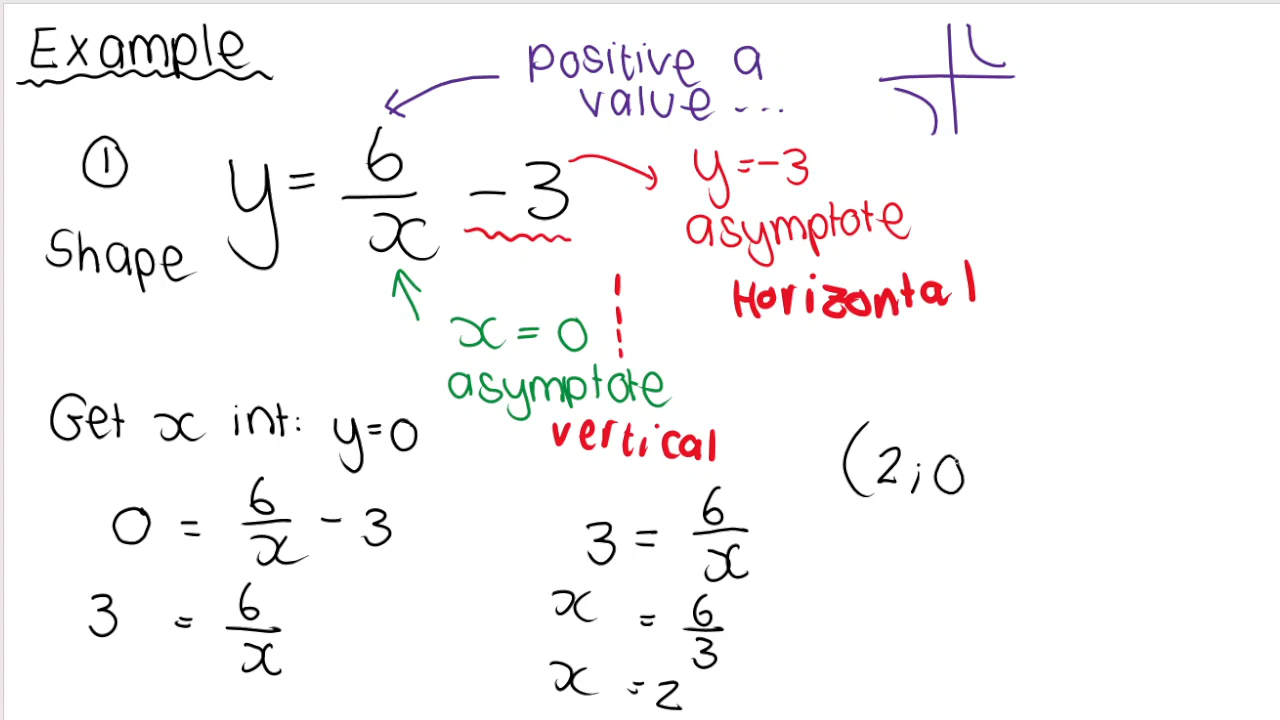 Example
positive a
value ...
①
Shape
y = 6/x - 3
y = -3
asymptote
Horizontal
x = 0
asymptote
vertical
Get x int: y=0
0 = 6/x - 3
3 = 6/x
3 = 6/x
x = 6/3
x = 2
(2;0